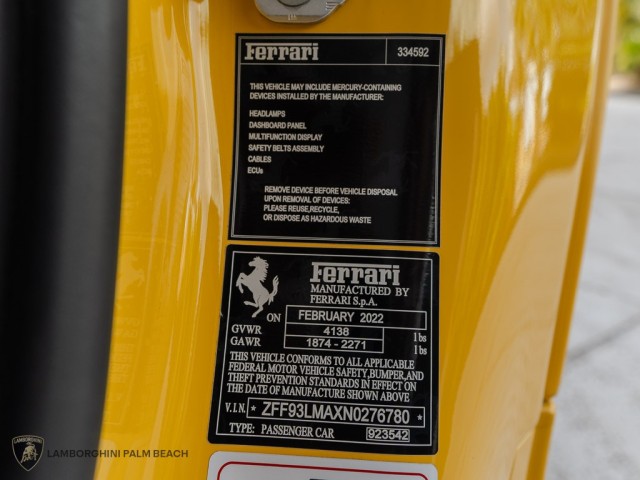 Ferrari 334592
THIS VEHICLE MAY INCLUDE MERCURY-CONTAINING
DEVICES INSTALLED BY THE MANUFACTURER:
HEADLAMPS
DASHBOARD PANEL
MULTIFUNCTION DISPLAY
SAFETY BELTS ASSEMBLY
CABLES
ECUs
REMOVE DEVICE BEFORE VEHICLE DISPOSAL
UPON REMOVAL OF DEVICES:
PLEASE REUSE,RECYCLE,
OR DISPOSE AS HAZARDOUS WASTE
Ferrari
MANUFACTURED BY
FERRARI S.p.A.
ON FEBRUARY 2022
GVWR 4138 lbs
GAWR 1874 - 2271 lbs
THIS VEHICLE CONFORMS TO ALL APPLICABLE
FEDERAL MOTOR VEHICLE SAFETY,BUMPER,AND
THEFT PREVENTION STANDARDS IN EFFECT ON
THE DATE OF MANUFACTURE SHOWN ABOVE
V.I.N. * ZFF93LMAXN0276780 *
TYPE: PASSENGER CAR 923542
LAMBORGHINI PALM BEACH